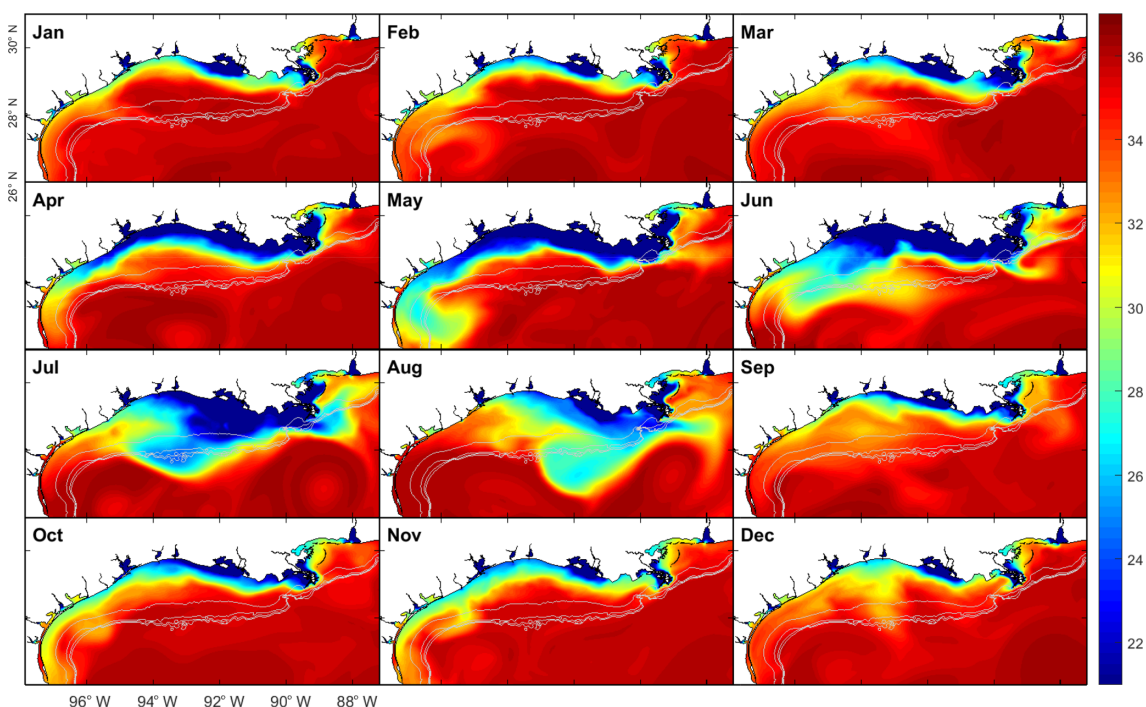 Jan Feb Mar
30° N
28° N
26° N
Apr May Jun
Jul Aug Sep
Oct Nov Dec
96° W 94° W 92° W 90° W 88° W
36
34
32
30
28
26
24
22